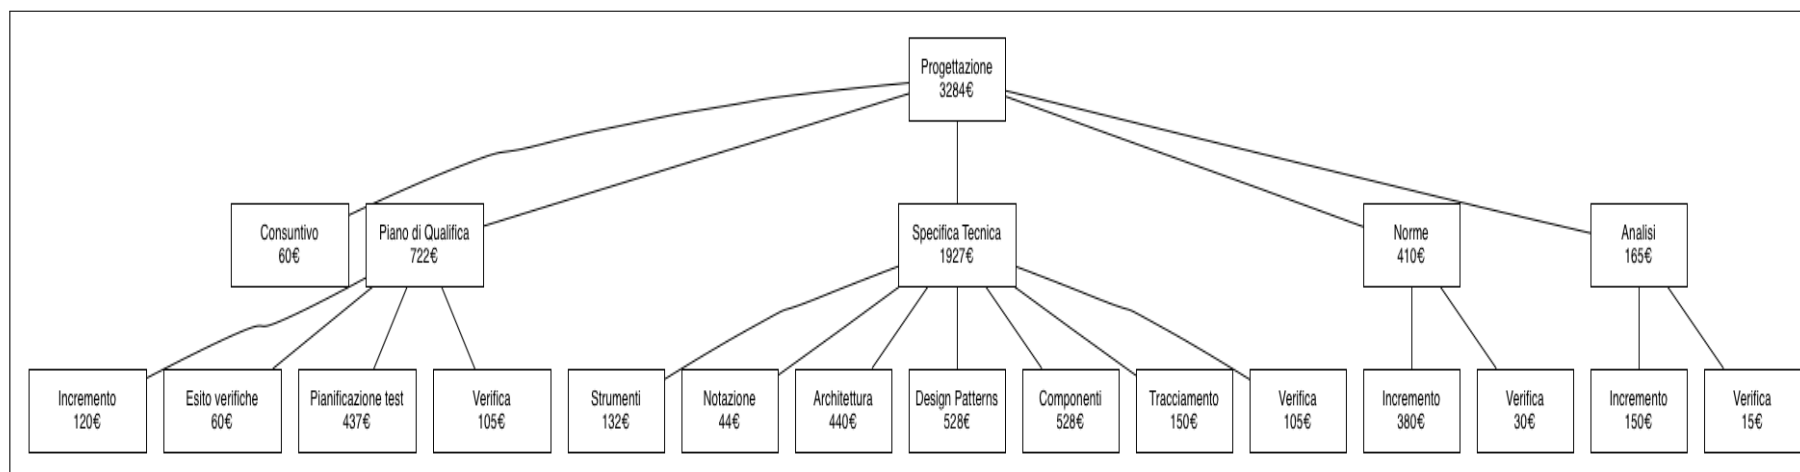 Progettazione
3284€
Consuntivo
60€
Piano di Qualifica
722€
Specifica Tecnica
1927€
Norme
410€
Analisi
165€
Incremento
120€
Esito verifiche
60€
Pianificazione test
437€
Verifica
105€
Strumenti
132€
Notazione
44€
Architettura
440€
Design Patterns
528€
Componenti
528€
Tracciamento
150€
Verifica
105€
Incremento
380€
Verifica
30€
Incremento
150€
Verifica
15€